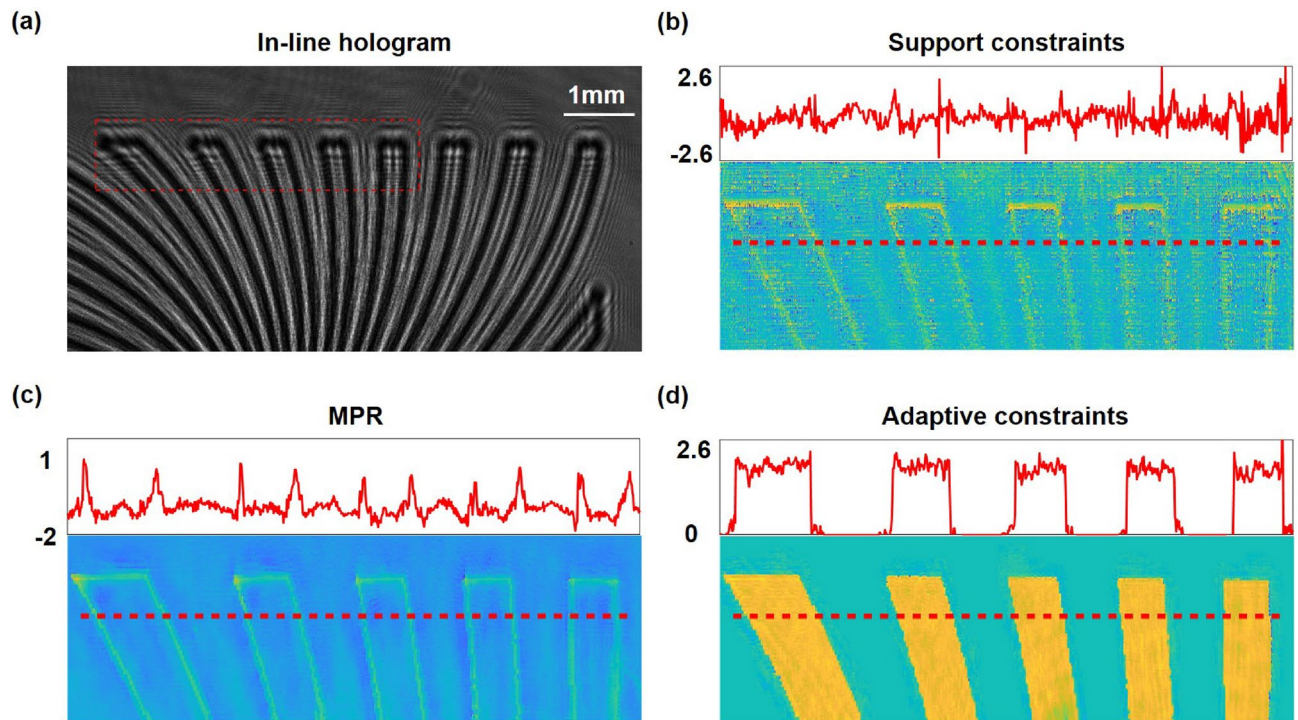 (a)
In-line hologram
1mm
(b)
Support constraints
2.6
-2.6
(c)
MPR
1
-2
(d)
Adaptive constraints
2.6
0